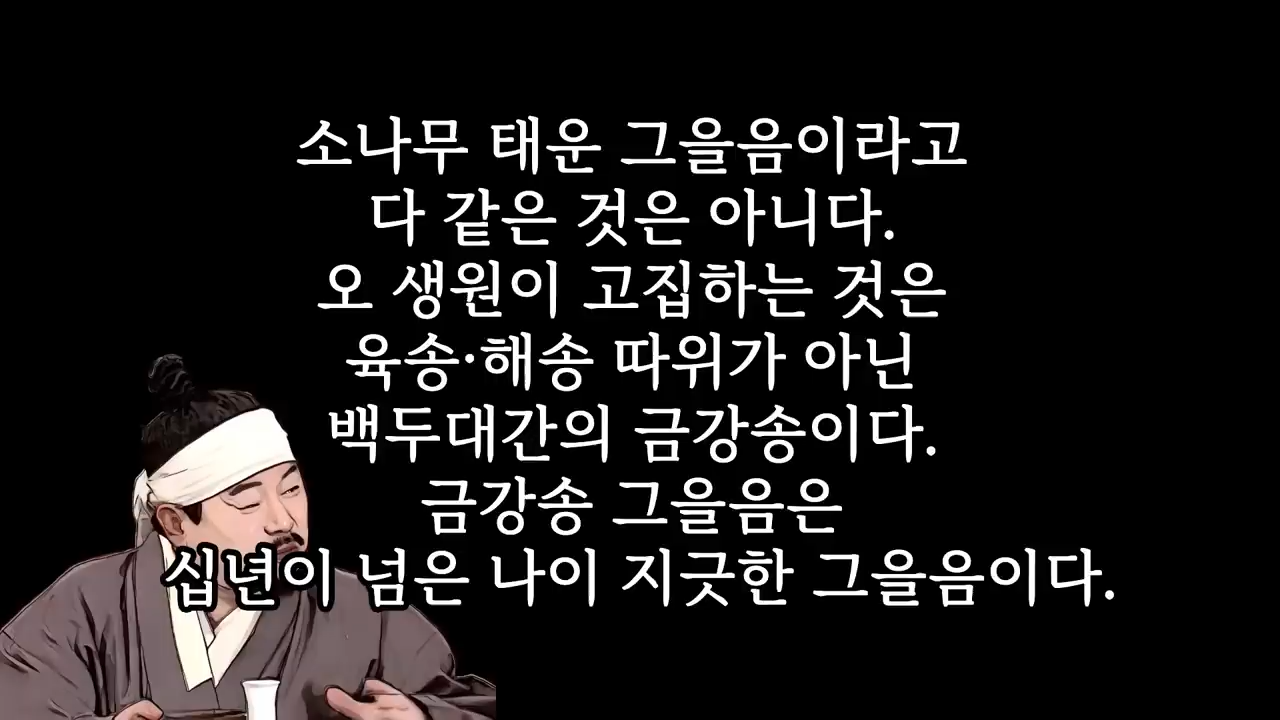 소나무 태운 그을음이라고
다 같은 것은 아니다.
오 생원이 고집하는 것은
육송·해송 따위가 아닌
백두대간의 금강송이다.
금강송 그을음은
십년이 넘은 나이 지긋한 그을음이다.